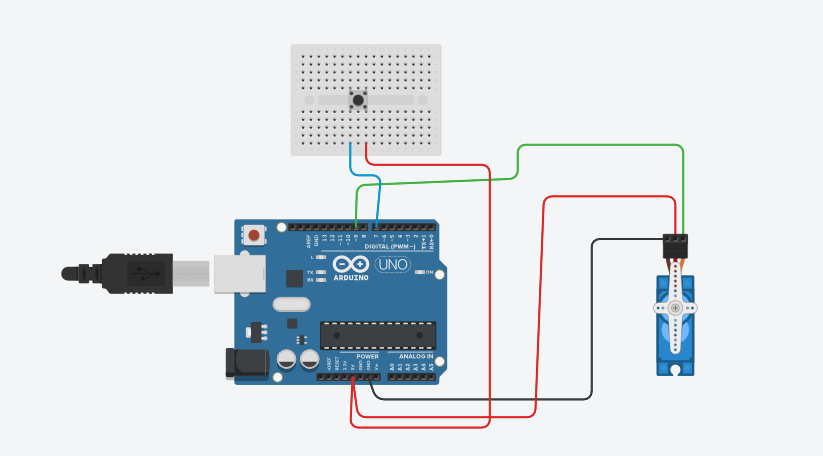 AREF
GND
13
12
~11
~10
~9
8
7
~6
~5
4
~3
2
TX→1
RX←0
DIGITAL (PWM~)
L
TX
RX
ARDUINO
UNO
ON
POWER
ANALOG IN
IOREF
RESET
3.3V
5V
GND
GND
Vin
A0
A1
A2
A3
A4
A5